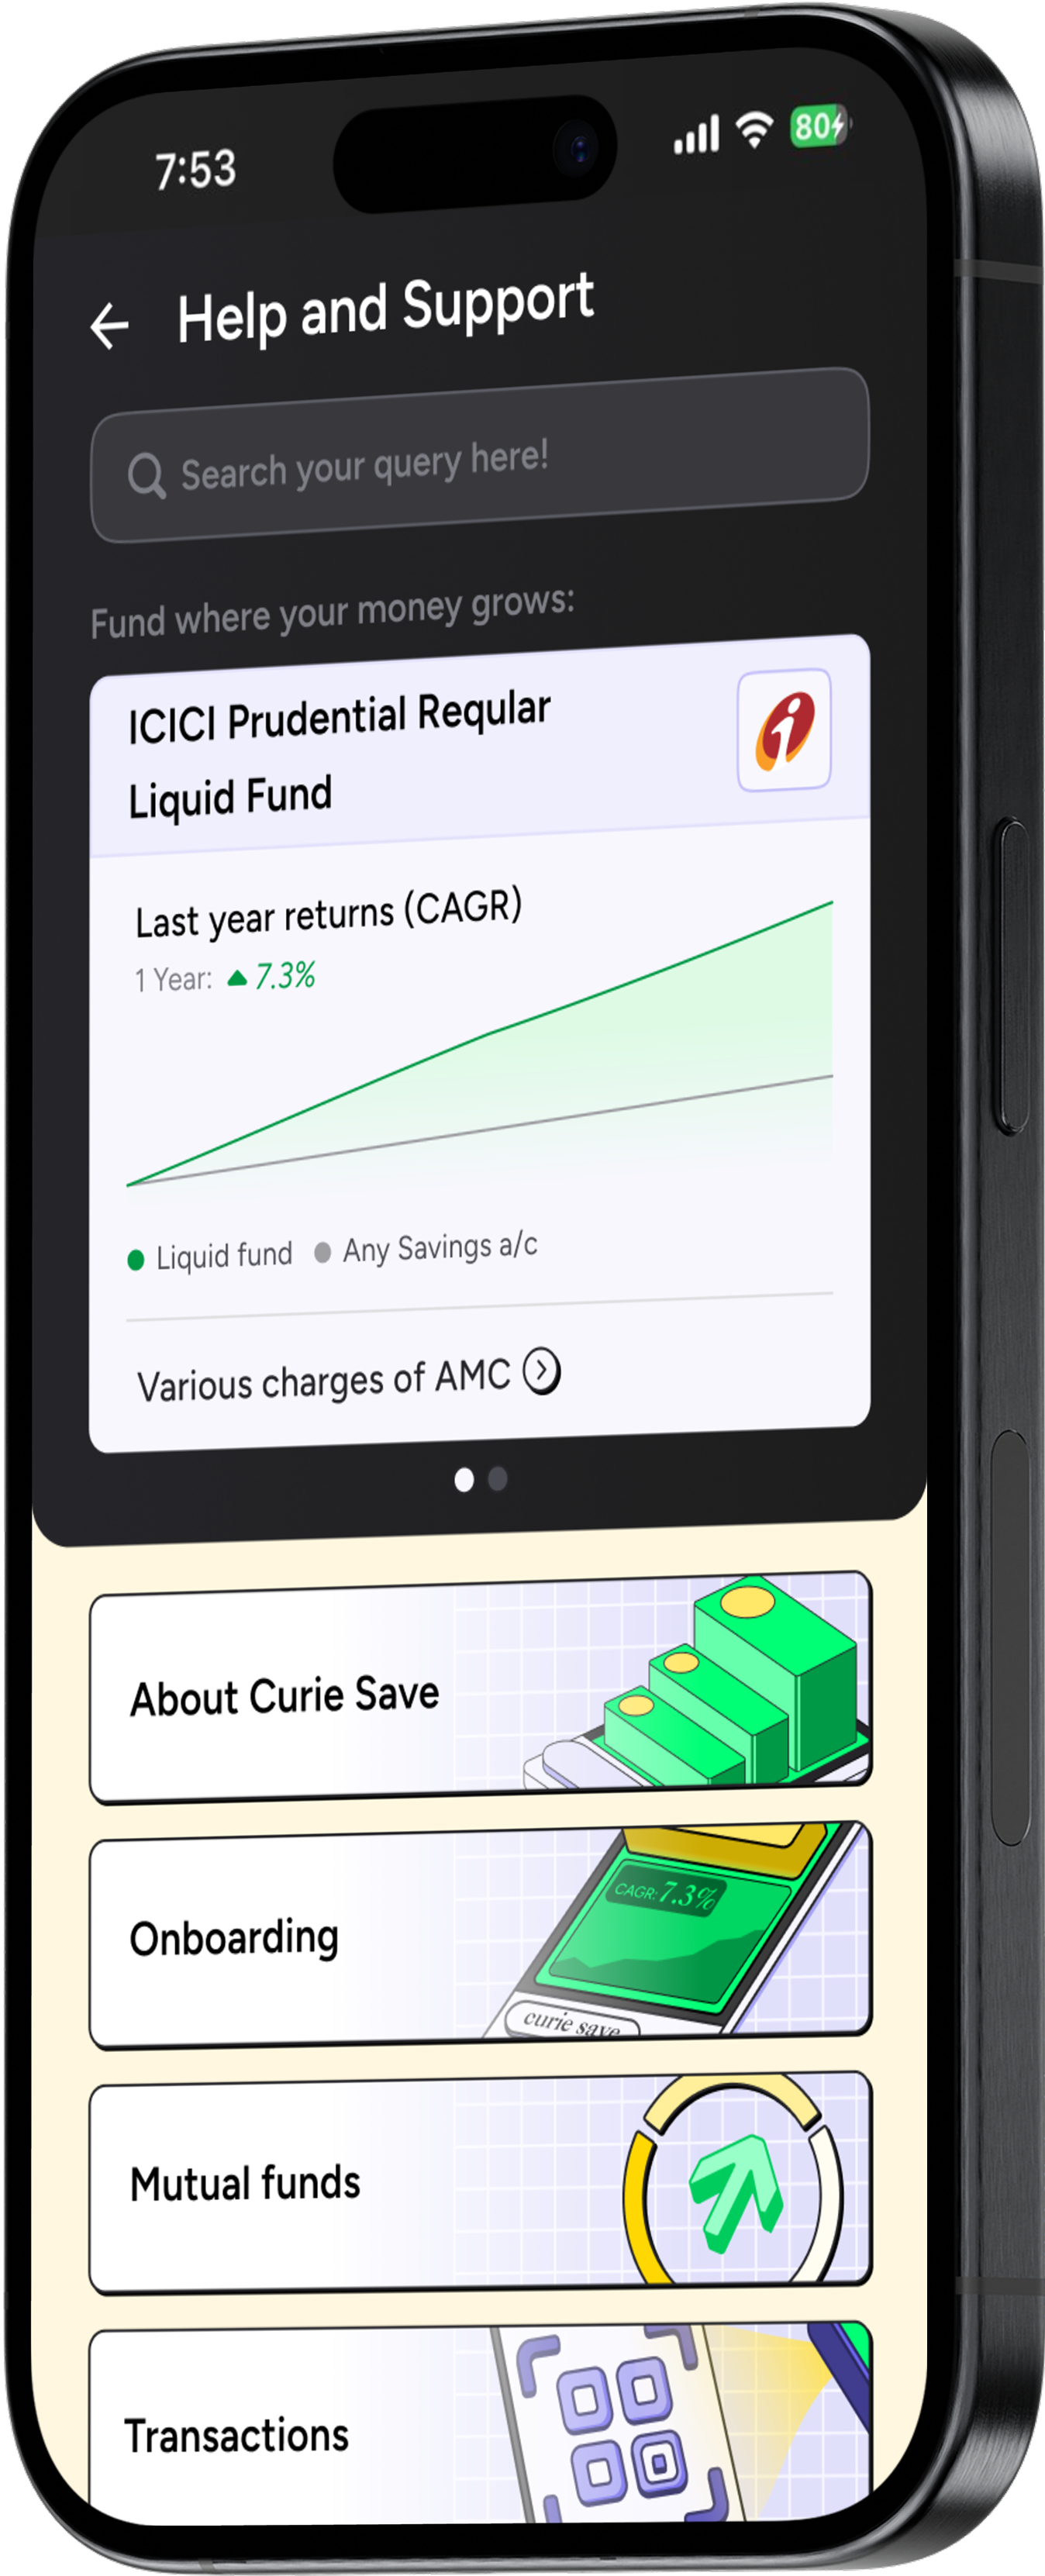 7:53
80
Help and Support
Search your query here!
Fund where your money grows:
ICICI Prudential Reqular
Liquid Fund
Last year returns (CAGR)
1 Year: ▲ 7.3%
Liquid fund
Any Savings a/c
Various charges of AMC
About Curie Save
Onboarding
CAGR: 7.3%
curie save
Mutual funds
Transactions